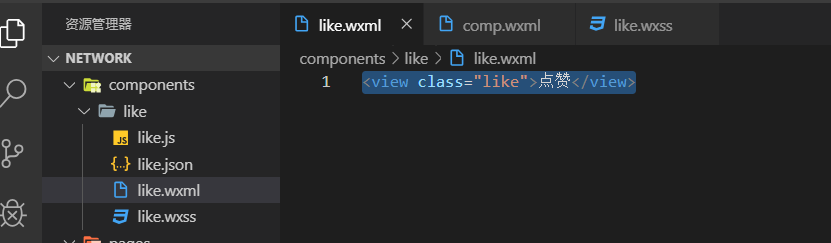 资源管理器
NETWORK
components
like
like.js
like.json
like.wxml
like.wxss
like.wxml
comp.wxml
like.wxss
components > like > like.wxml
1 <view class="like">点赞</view>